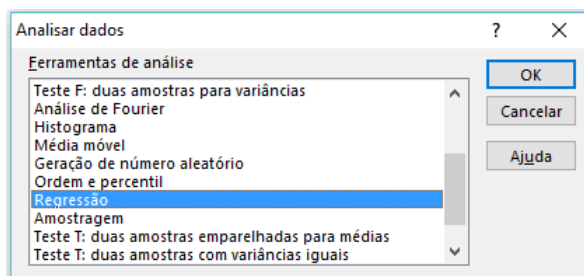 Analisar dados
?
Ferramentas de análise
Teste F: duas amostras para variâncias
Análise de Fourier
Histograma
Média móvel
Geração de número aleatório
Ordem e percentil
Regressão
Amostragem
Teste T: duas amostras emparelhadas para médias
Teste T: duas amostras com variâncias iguais
OK
Cancelar
Ajuda